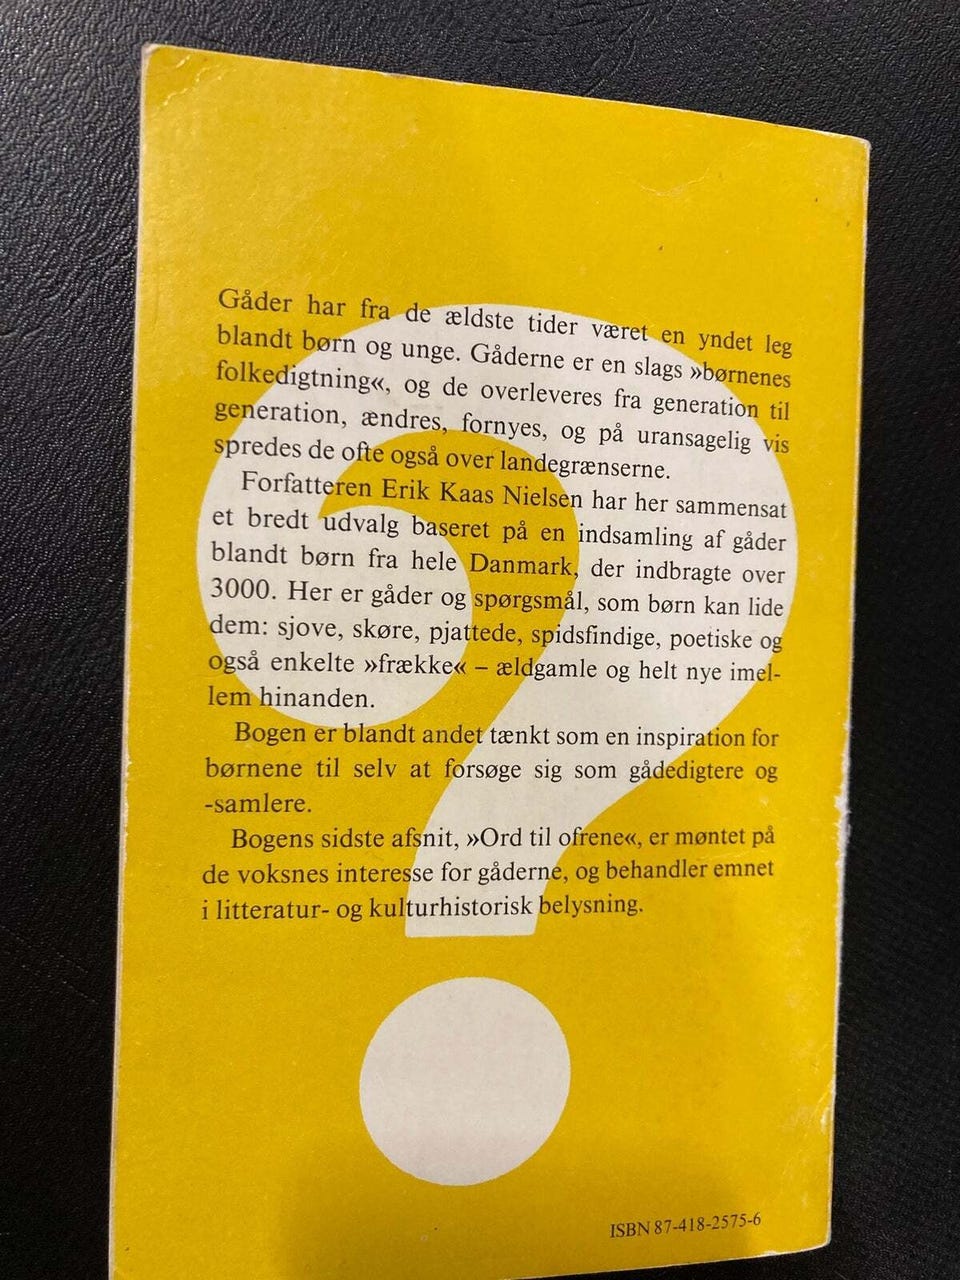 Gåder har fra de ældste tider været en yndet leg
blandt børn og unge. Gåderne er en slags »børnenes
folkedigtning«, og de overleveres fra generation til
generation, ændres, fornyes, og på uransagelig vis
spredes de ofte også over landegrænserne.
Forfatteren Erik Kaas Nielsen har her sammensat
et bredt udvalg baseret på en indsamling af gåder
blandt børn fra hele Danmark, der indbragte over
3000. Her er gåder og spørgsmål, som børn kan lide
dem: sjove, skøre, pjattede, spidsfindige, poetiske og
også enkelte »frække« – ældgamle og helt nye imel-
lem hinanden.
Bogen er blandt andet tænkt som en inspiration for
børnene til selv at forsøge sig som gådedigtere og
-samlere.
Bogens sidste afsnit, »Ord til ofrene«, er møntet på
de voksnes interesse for gåderne, og behandler emnet
i litteratur- og kulturhistorisk belysning.
ISBN 87-418-2575-6